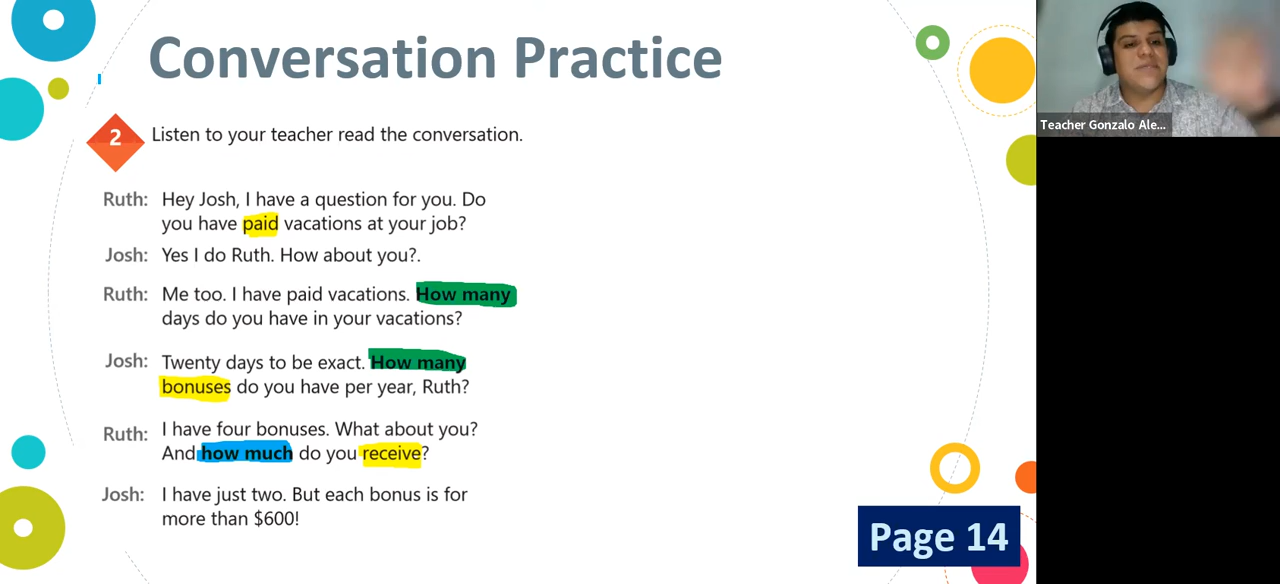 Conversation Practice
2
Listen to your teacher read the conversation.
Ruth: Hey Josh, I have a question for you. Do
you have paid vacations at your job?
Josh: Yes I do Ruth. How about you?.
Ruth: Me too. I have paid vacations. How many
days do you have in your vacations?
Josh: Twenty days to be exact. How many
bonuses do you have per year, Ruth?
Ruth: I have four bonuses. What about you?
And how much do you receive?
Josh: I have just two. But each bonus is for
more than $600!
Page 14
Teacher Gonzalo Ale...